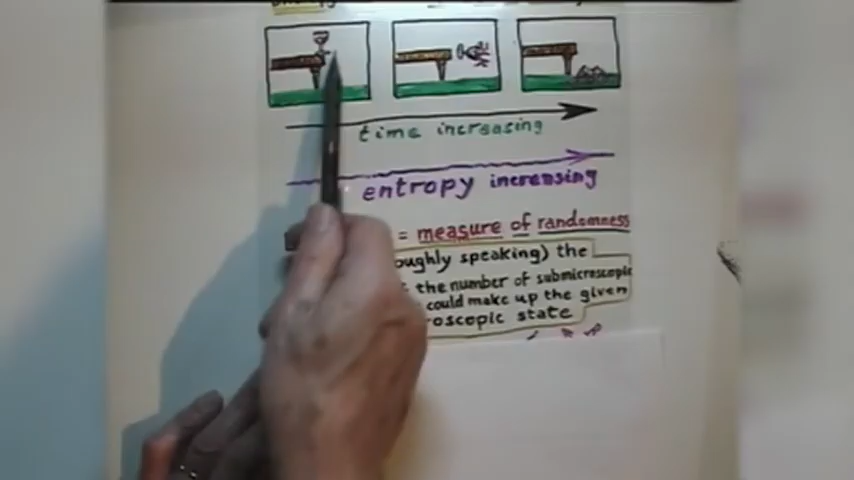 time increasing
entropy increasing
= measure of randomness
oughly speaking) the
the number of submicroscopic
could make up the given
roscopic state